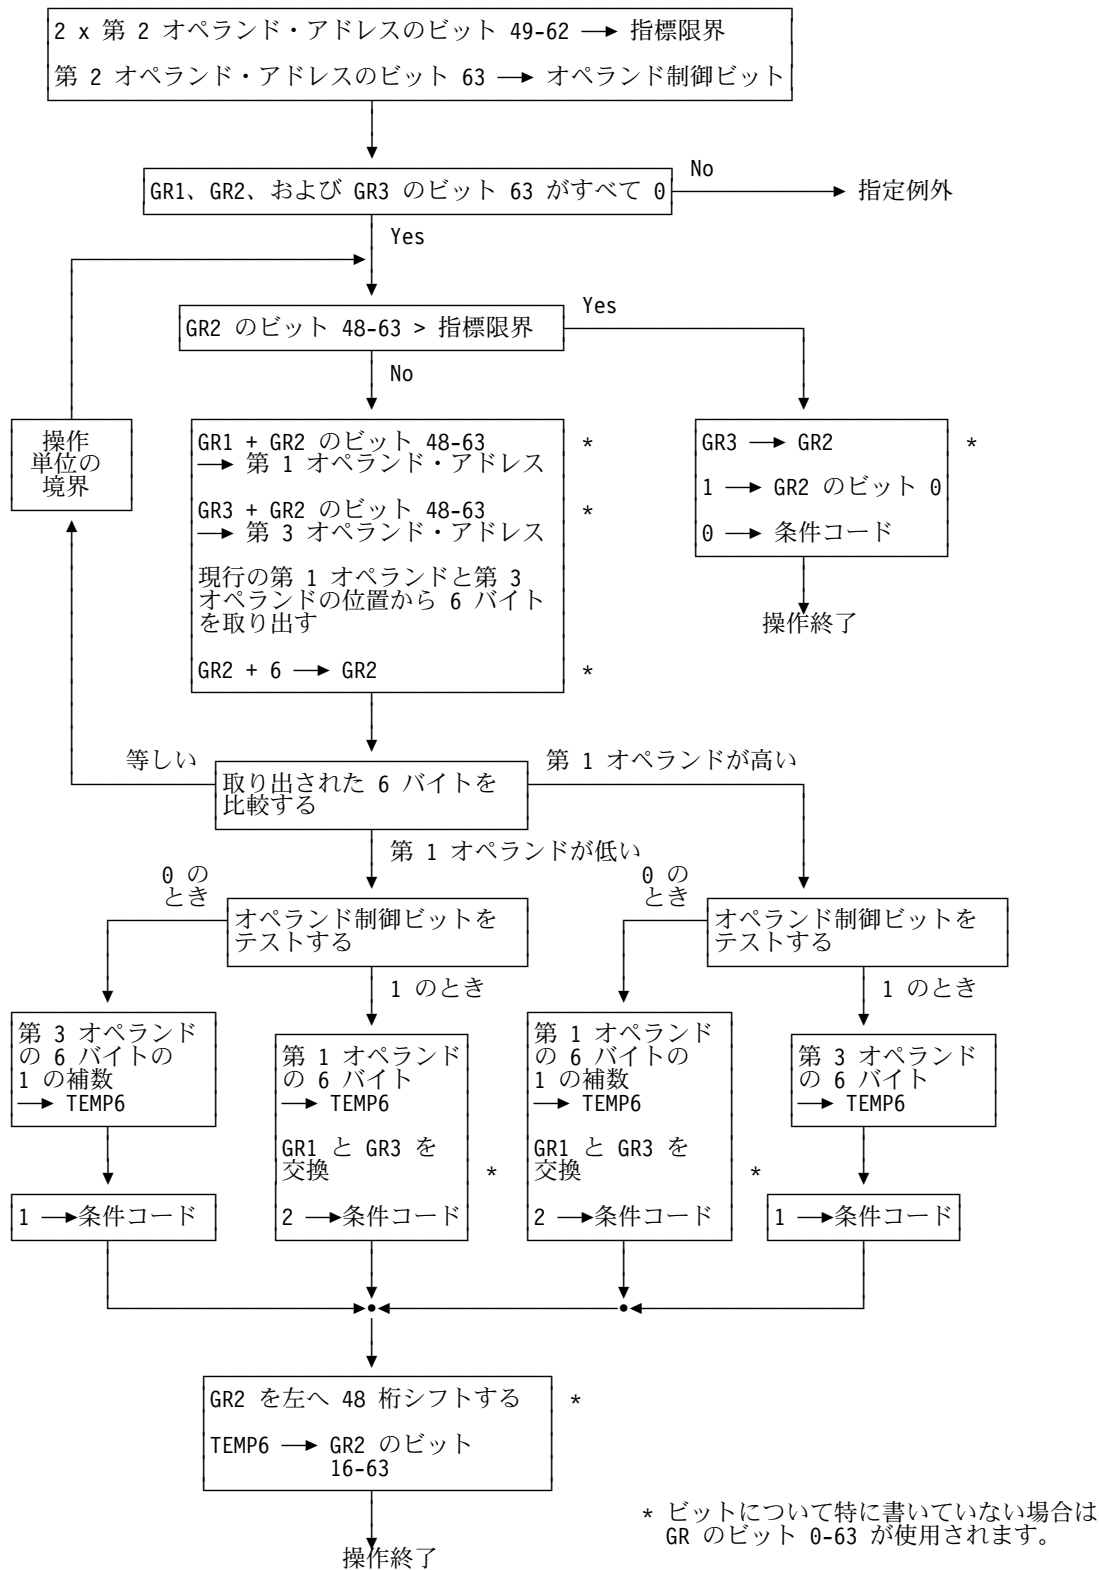 2 x 第 2 オペランド・アドレスのビット 49-62 → 指標限界
第 2 オペランド・アドレスのビット 63 → オペランド制御ビット
GR1、GR2、および GR3 のビット 63 がすべて 0
No
指定例外
Yes
GR2 のビット 48-63 > 指標限界
Yes
No
操作
単位の
境界
GR1 + GR2 のビット 48-63
→ 第 1 オペランド・アドレス
*
GR3 + GR2 のビット 48-63
→ 第 3 オペランド・アドレス
*
現行の第 1 オペランドと第 3
オペランドの位置から 6 バイト
を取り出す
GR2 + 6 → GR2
*
GR3 → GR2
*
1 → GR2 のビット 0
0 → 条件コード
操作終了
等しい
取り出された 6 バイトを
比較する
第 1 オペランドが高い
第 1 オペランドが低い
0 の
とき
オペランド制御ビットを
テストする
1 のとき
0 の
とき
オペランド制御ビットを
テストする
1 のとき
第 3 オペランド
の 6 バイトの
1 の補数
→ TEMP6
1 →条件コード
第 1 オペランド
の 6 バイト
→ TEMP6
GR1 と GR3 を
交換
*
2 →条件コード
第 1 オペランド
の 6 バイトの
1 の補数
→ TEMP6
GR1 と GR3 を
交換
*
2 →条件コード
第 3 オペランド
の 6 バイト
→ TEMP6
1 →条件コード
GR2 を左へ 48 桁シフトする
*
TEMP6 → GR2 のビット
16-63
操作終了
* ビットについて特に書いていない場合は
GR のビット 0-63 が使用されます。